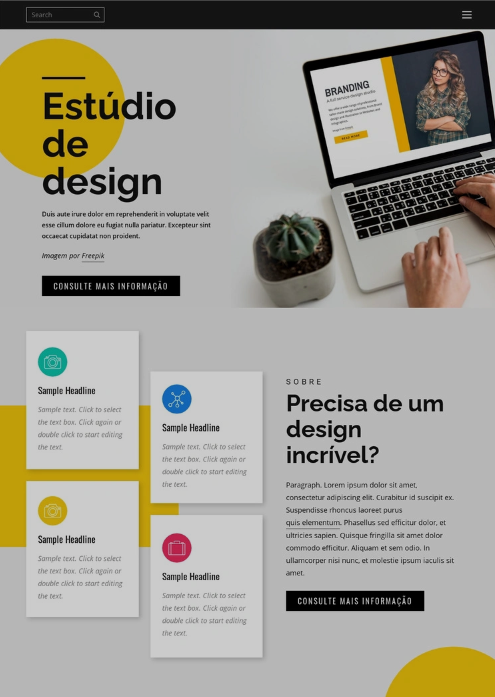 Search
Estúdio
de
design
Duis aute irure dolor em reprehenderit in voluptate velit
esse cillum dolore eu fugiat nulla pariatur. Excepteur sint
occaecat cupidatat non proident.
Imagem por Freepik
CONSULTE MAIS INFORMAÇÃO
BRANDING
Sample Headline
Sample text. Click to select
the text box. Click again or
double click to start editing
the text.
Sample Headline
Sample text. Click to select
the text box. Click again or
double click to start editing
the text.
Sample Headline
Sample text. Click to select
the text box. Click again or
double click to start editing
the text.
Sample Headline
Sample text. Click to select
the text box. Click again or
double click to start editing
the text.
SOBRE
Precisa de um
design
incrível?
Paragraph. Lorem ipsum dolor sit amet,
consectetur adipiscing elit. Curabitur id suscipit ex.
Suspendisse rhoncus laoreet purus
quis elementum. Phasellus sed efficitur dolor, et
ultricies sapien. Quisque fringilla sit amet dolor
commodo efficitur. Aliquam et sem odio. In
ullamcorper nisi nunc, et molestie ipsum iaculis sit
amet.
CONSULTE MAIS INFORMAÇÃO